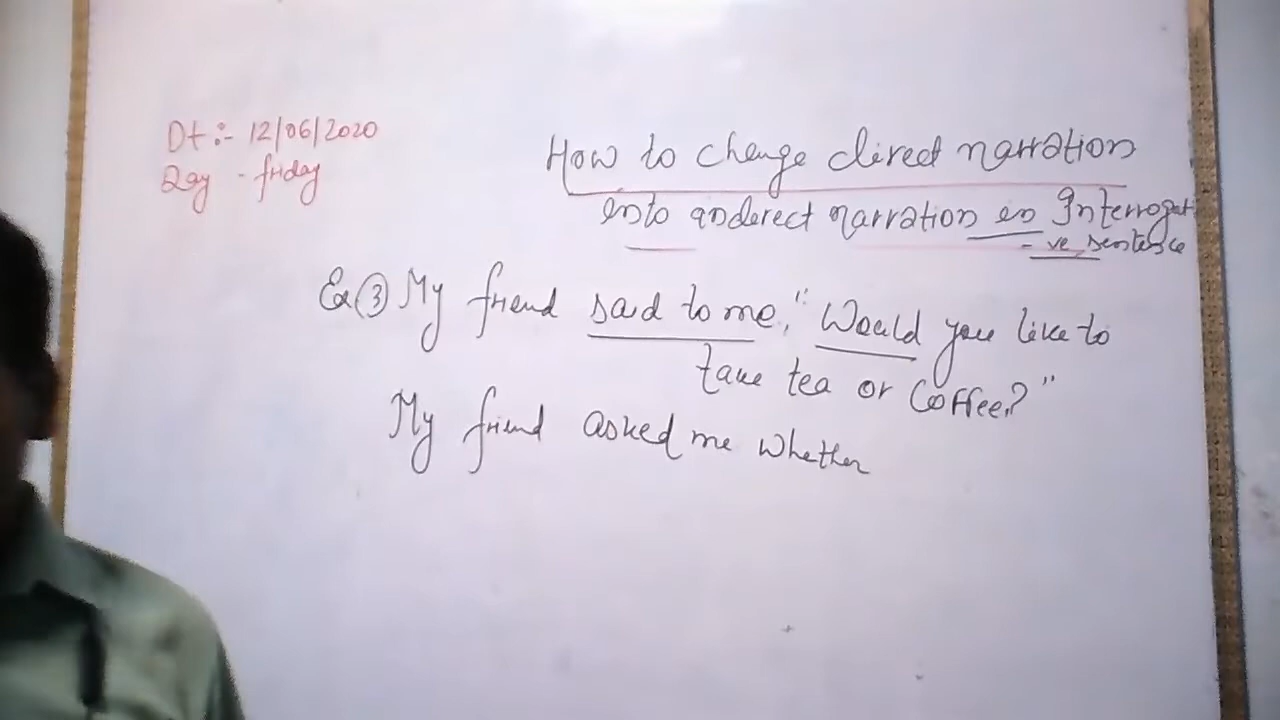 Dt :- 12/06/2020
Day - friday
How to change direct narration
into indirect narration in Interrogat
- ve sentence
Ex (3) My friend said to me, "Would you like to
take tea or Coffee?"
My friend asked me whether